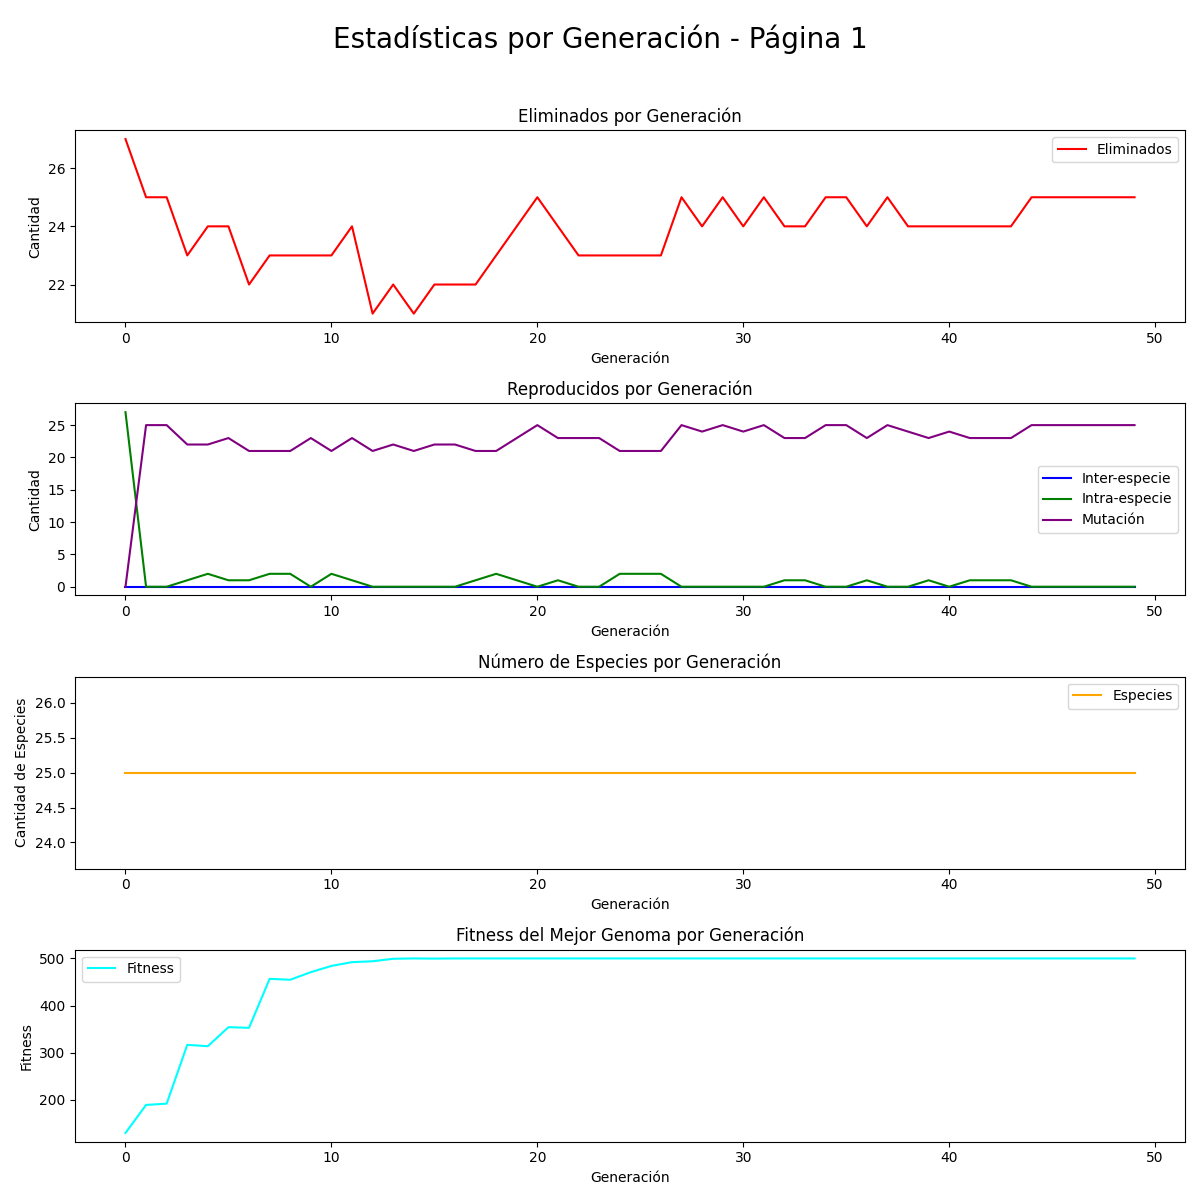 Estadísticas por Generación - Página 1
Eliminados por Generación
Cantidad
26
24
22
Eliminados
0 10 20 30 40 50
Generación
Reproducidos por Generación
Cantidad
25
20
15
10
5
0
Inter-especie
Intra-especie
Mutación
0 10 20 30 40 50
Generación
Número de Especies por Generación
Cantidad de Especies
26.0
25.5
25.0
24.5
24.0
Especies
0 10 20 30 40 50
Generación
Fitness del Mejor Genoma por Generación
Fitness
500
400
300
200
Fitness
0 10 20 30 40 50
Generación